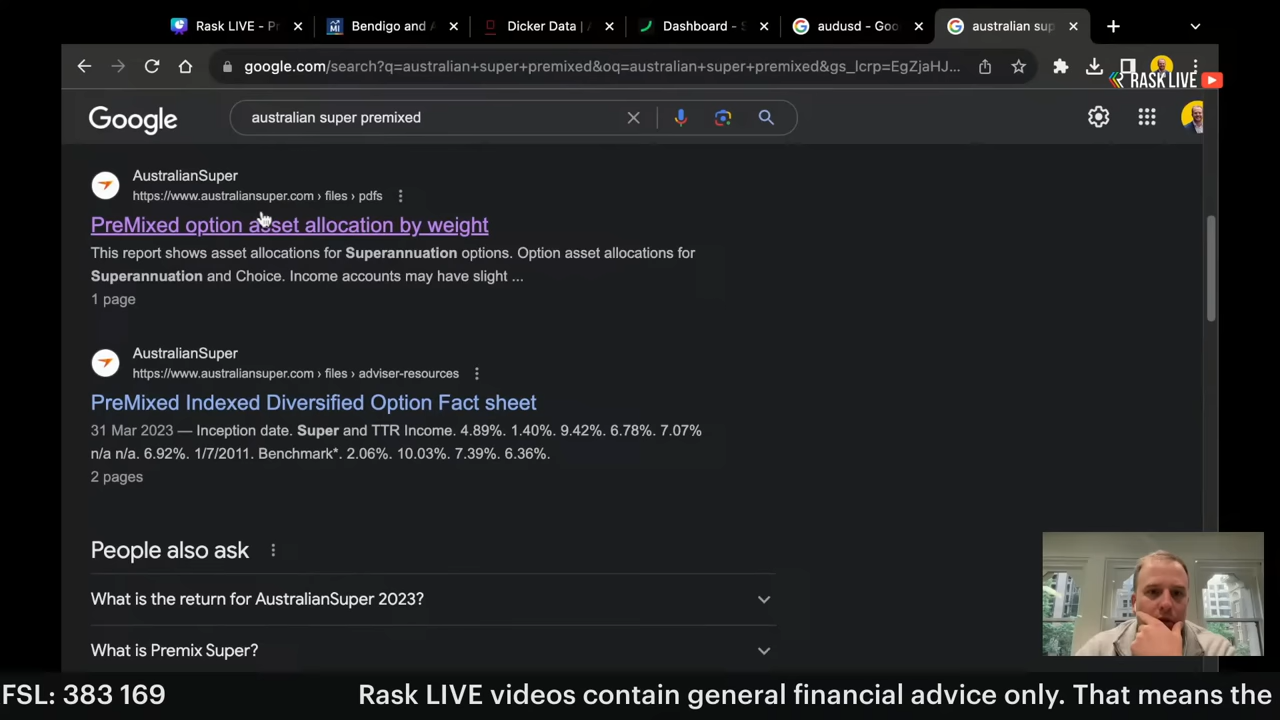 Rask LIVE - P
Bendigo and
Dicker Data |
Dashboard - S
audusd - Goo
australian sup
google.com/search?q=australian+super+premixed&oq=australian+super+premixed&gs_lcrp=EgZjaHJ...
RASK LIVE
Google
australian super premixed
AustralianSuper
https://www.australiansuper.com › files › pdfs
PreMixed option asset allocation by weight
This report shows asset allocations for Superannuation options. Option asset allocations for
Superannuation and Choice. Income accounts may have slight ...
1 page
AustralianSuper
https://www.australiansuper.com › files › adviser-resources
PreMixed Indexed Diversified Option Fact sheet
31 Mar 2023 — Inception date. Super and TTR Income. 4.89%. 1.40%. 9.42%. 6.78%. 7.07%
n/a n/a. 6.92%. 1/7/2011. Benchmark*. 2.06%. 10.03%. 7.39%. 6.36%.
2 pages
People also ask
What is the return for AustralianSuper 2023?
What is Premix Super?
FSL: 383 169
Rask LIVE videos contain general financial advice only. That means the